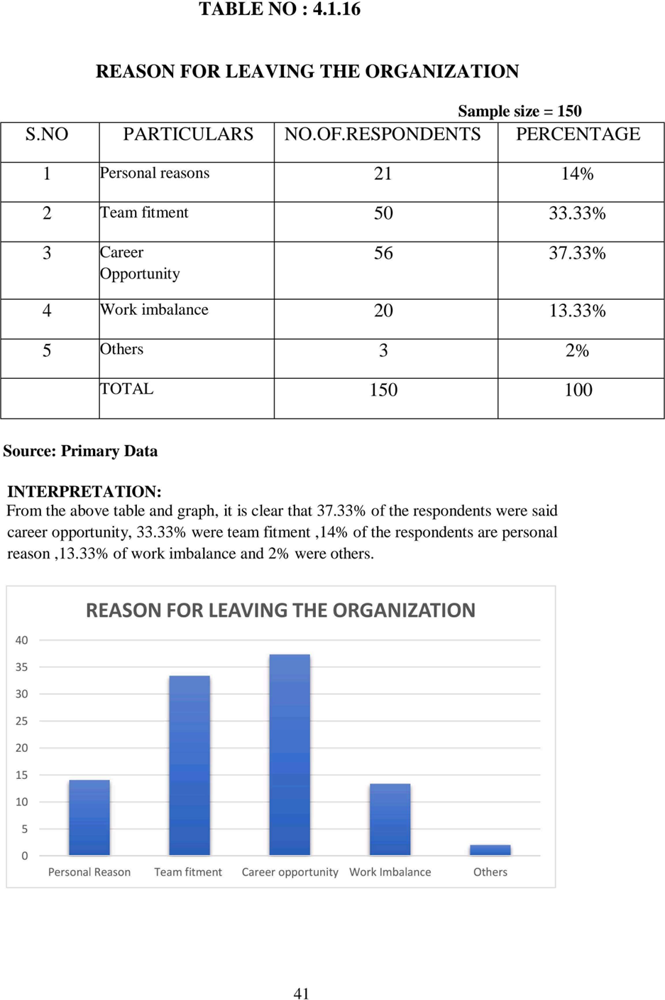 TABLE NO : 4.1.16
REASON FOR LEAVING THE ORGANIZATION
Sample size = 150
S.NO PARTICULARS NO.OF.RESPONDENTS PERCENTAGE
1 Personal reasons 21 14%
2 Team fitment 50 33.33%
3 Career 56 37.33%
Opportunity
4 Work imbalance 20 13.33%
5 Others 3 2%
TOTAL 150 100
Source: Primary Data
INTERPRETATION:
From the above table and graph, it is clear that 37.33% of the respondents were said
career opportunity, 33.33% were team fitment ,14% of the respondents are personal
reason ,13.33% of work imbalance and 2% were others.
REASON FOR LEAVING THE ORGANIZATION
40
35
30
25
20
15
10
5
0
Personal Reason Team fitment Career opportunity Work Imbalance Others
41